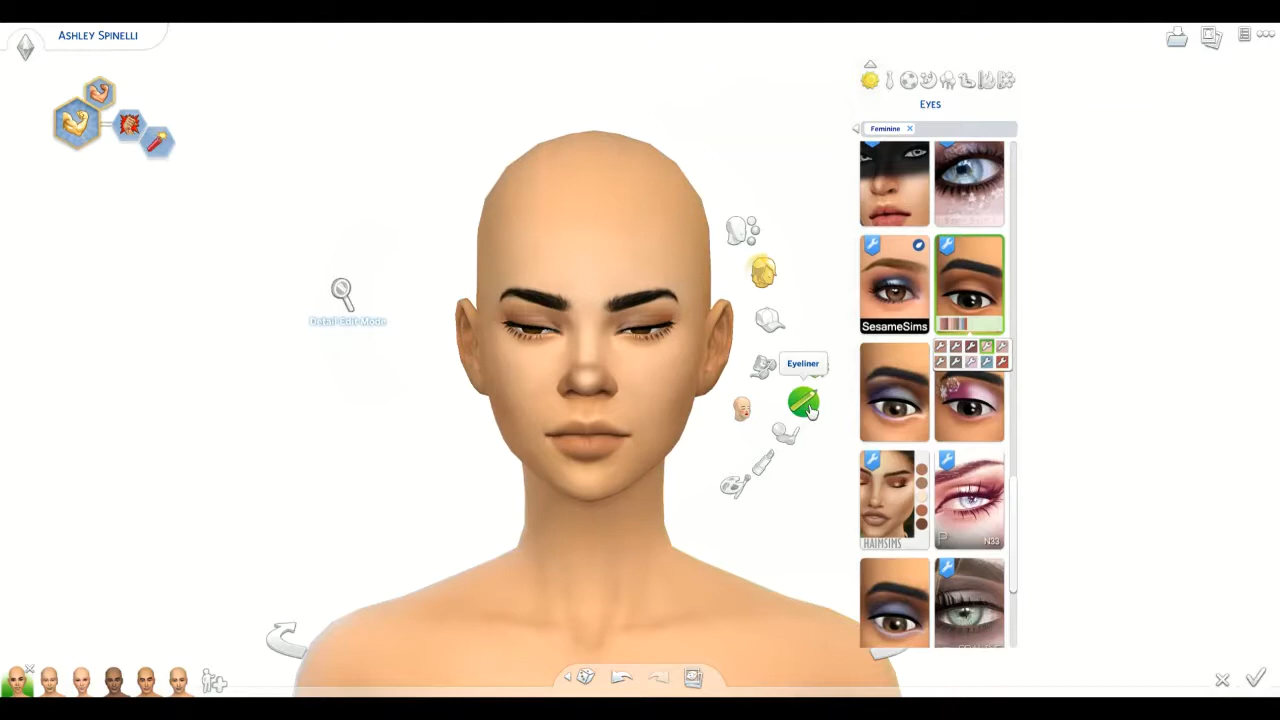 ASHLEY SPINELLI
EYES
Feminine
SesameSims
Detail Edit Mode
Eyeliner
HAIMSIMS
P
N33